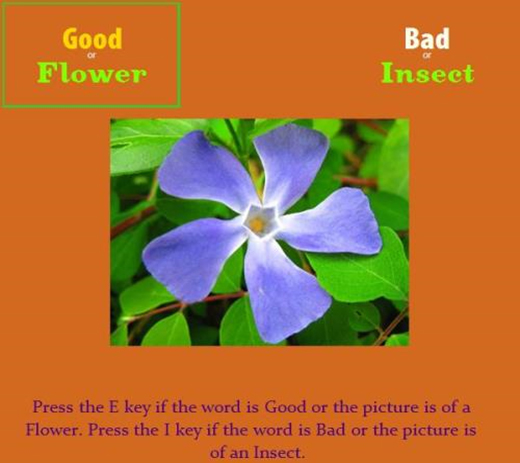 Good
or
Flower
Bad
or
Insect
Press the E key if the word is Good or the picture is of a
Flower. Press the I key if the word is Bad or the picture is
of an Insect.